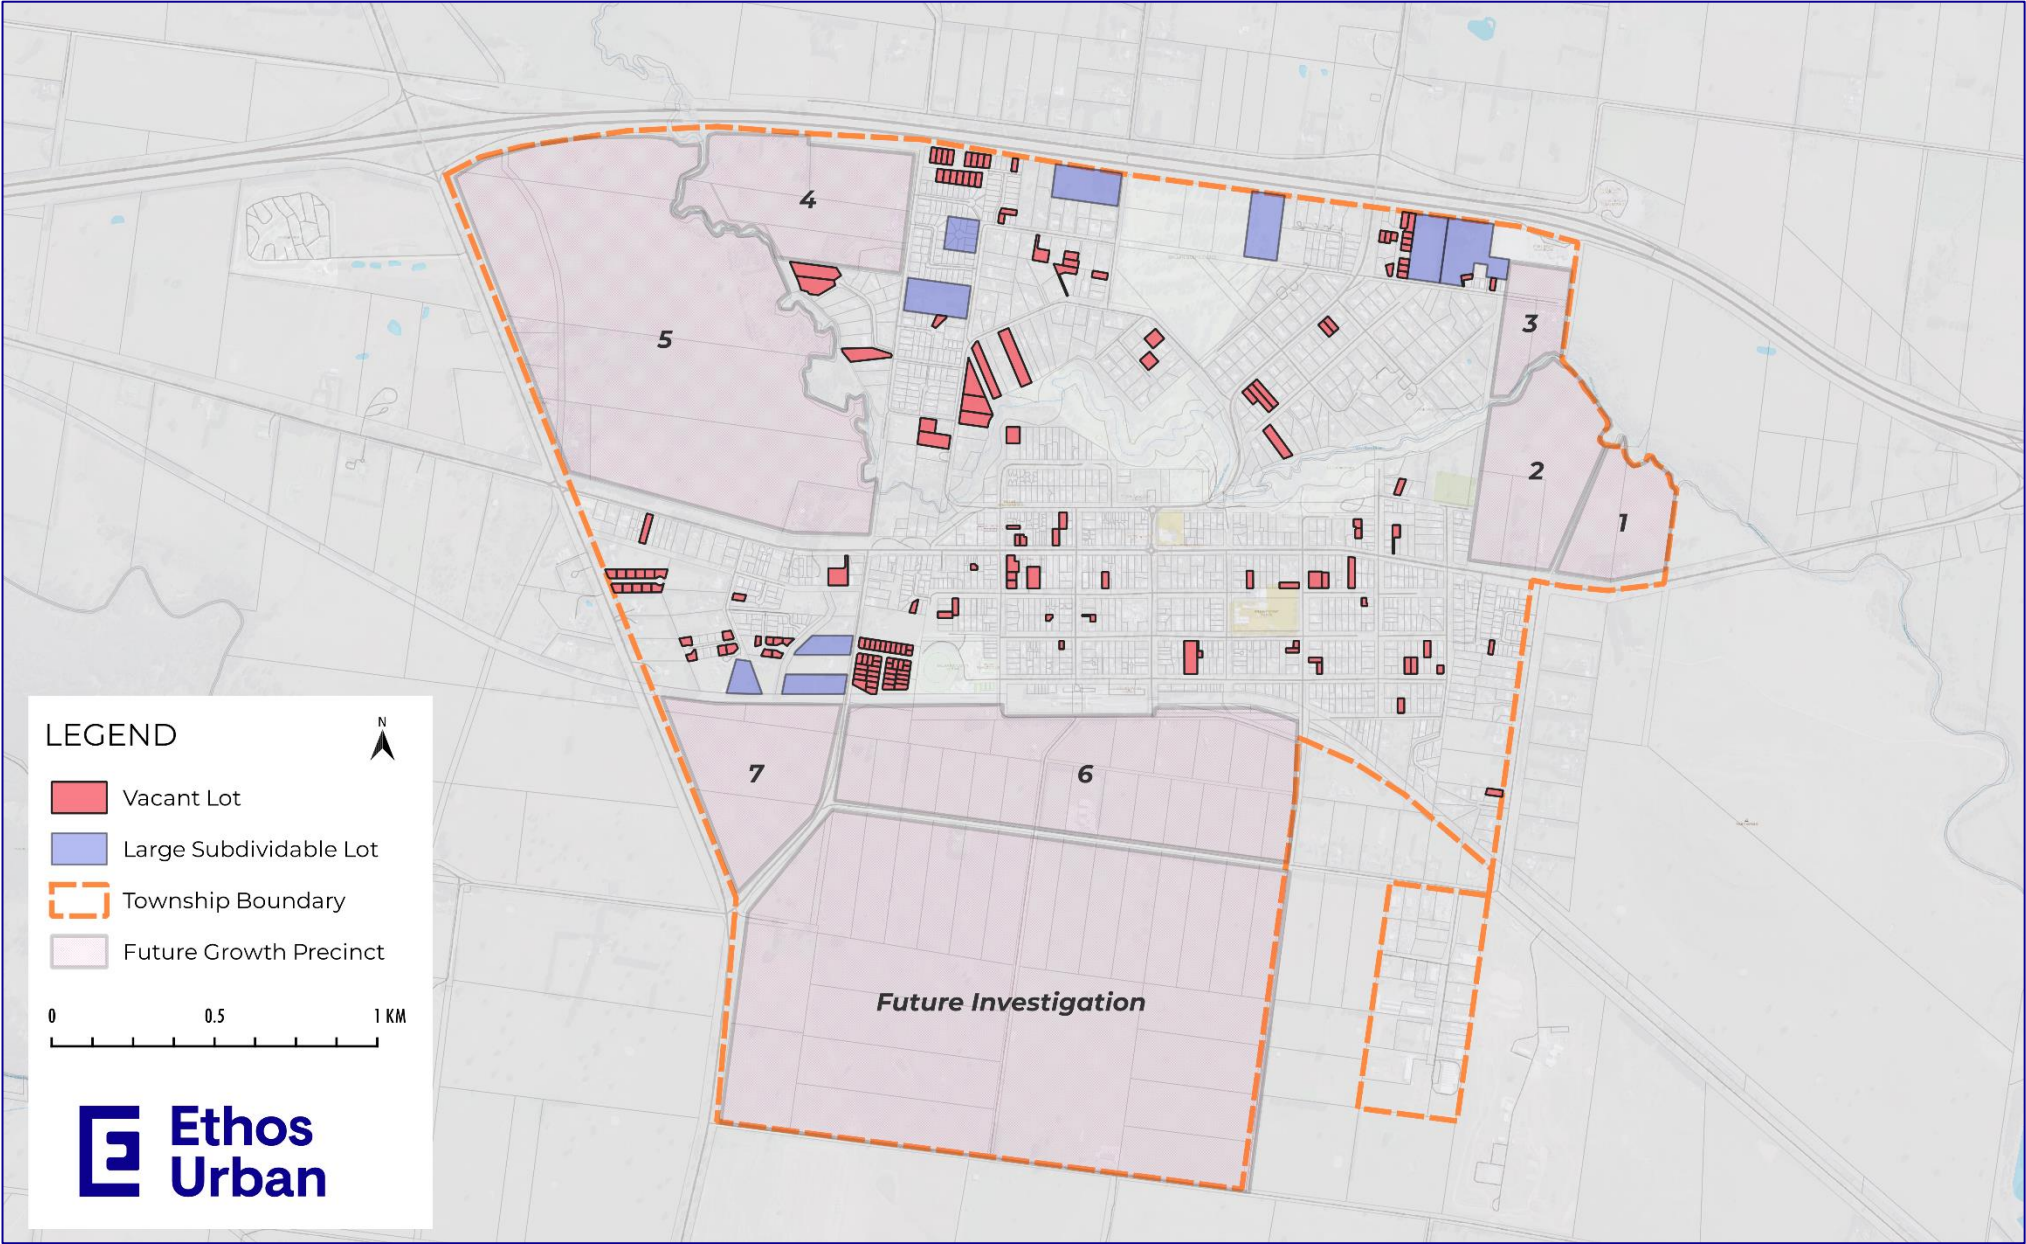 4
5
3
2
1
7
6
Future Investigation
LEGEND
N
Vacant Lot
Large Subdividable Lot
Township Boundary
Future Growth Precinct
0 0.5 1 KM
Ethos
Urban